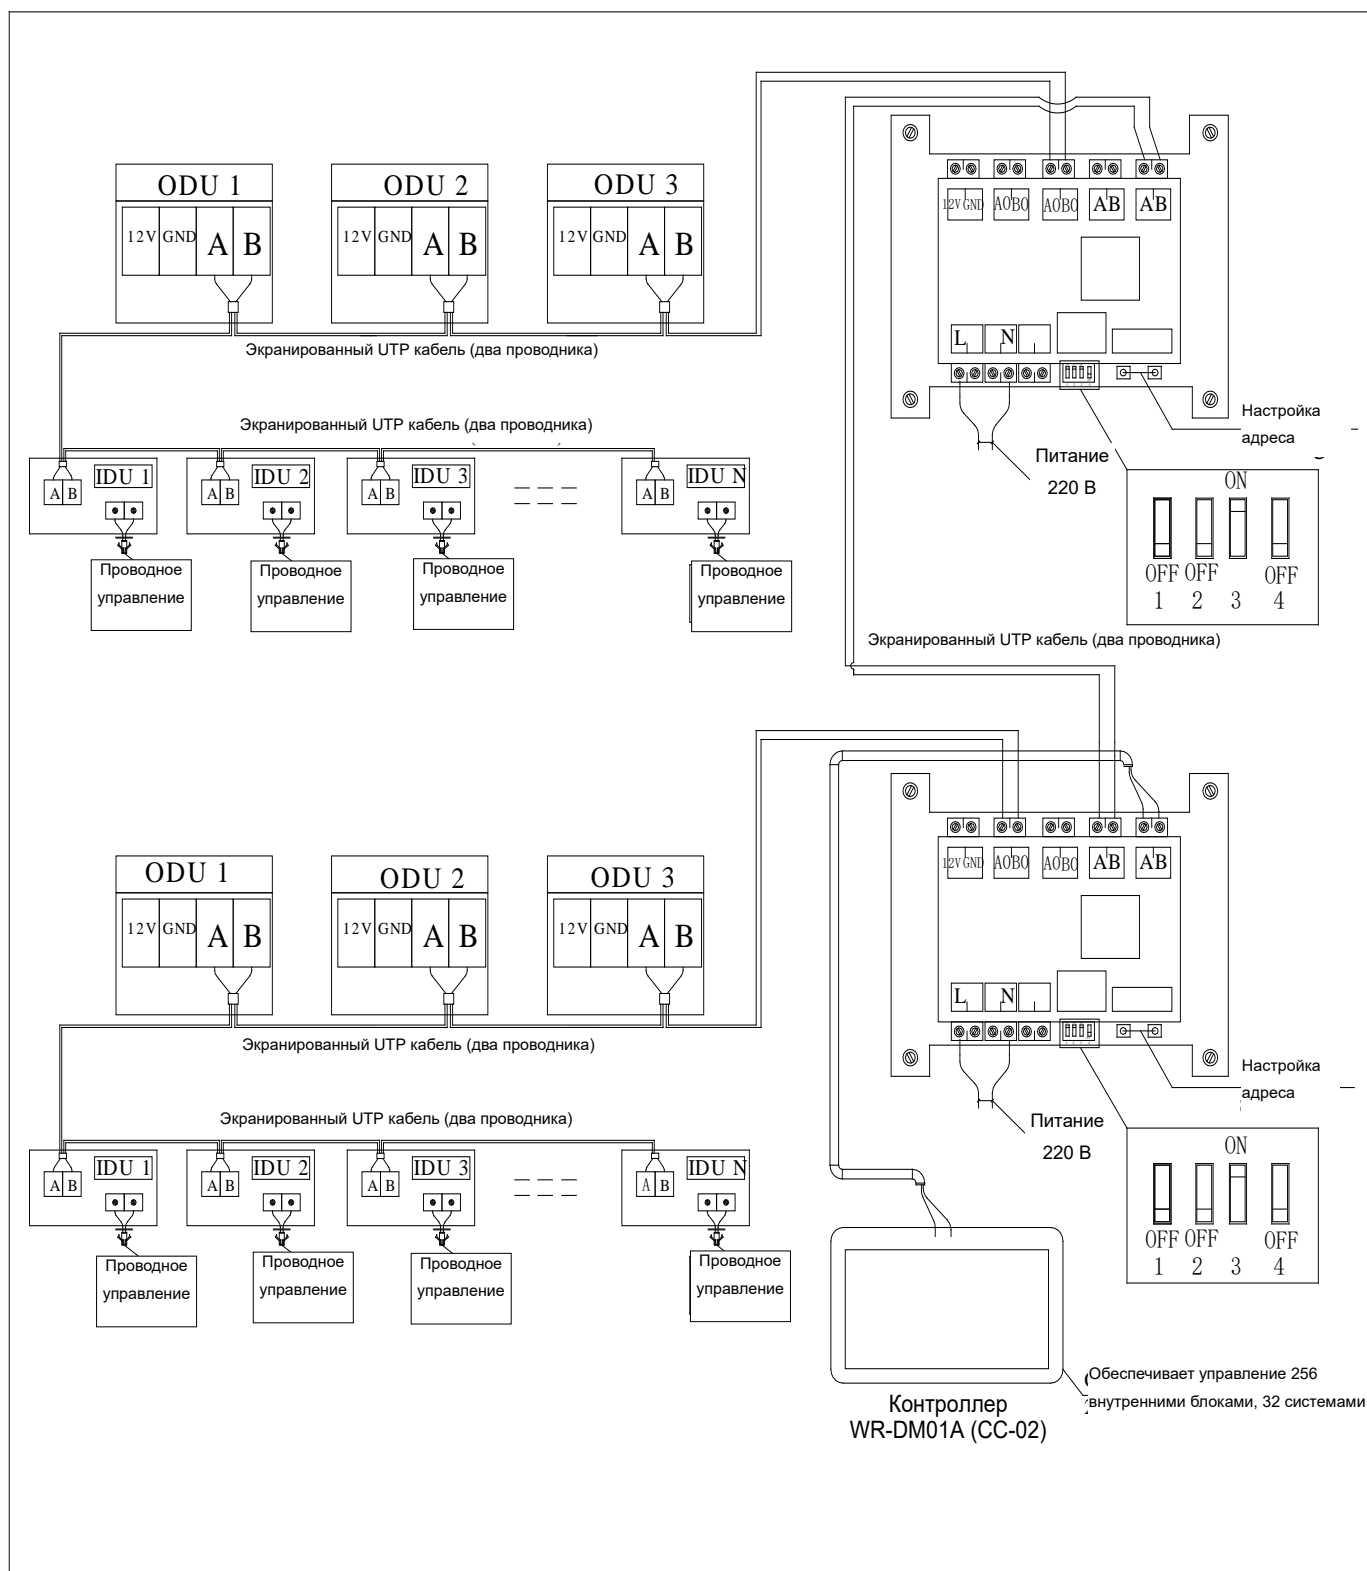 ODU 1
ODU 2
ODU 3
12V GND A B
12V GND A B
12V GND A B
12V GND A0 B0 A0 B0 A B A B
L N
Экранированный UTP кабель (два проводника)
Экранированный UTP кабель (два проводника)
IDU 1
IDU 2
IDU 3
IDU N
A B
A B
A B
A B
Проводное
управление
Проводное
управление
Проводное
управление
Проводное
управление
Питание
220 В
Настройка
адреса
ON
OFF OFF OFF
1 2 3 4
Экранированный UTP кабель (два проводника)
ODU 1
ODU 2
ODU 3
12V GND A B
12V GND A B
12V GND A B
12V GND A0 B0 A0 B0 A B A B
L N
Экранированный UTP кабель (два проводника)
Экранированный UTP кабель (два проводника)
IDU 1
IDU 2
IDU 3
IDU N
A B
A B
A B
A B
Проводное
управление
Проводное
управление
Проводное
управление
Проводное
управление
Питание
220 В
Настройка
адреса
ON
OFF OFF OFF
1 2 3 4
Обеспечивает управление 256
внутренними блоками, 32 системами
Контроллер
WR-DM01A (CC-02)